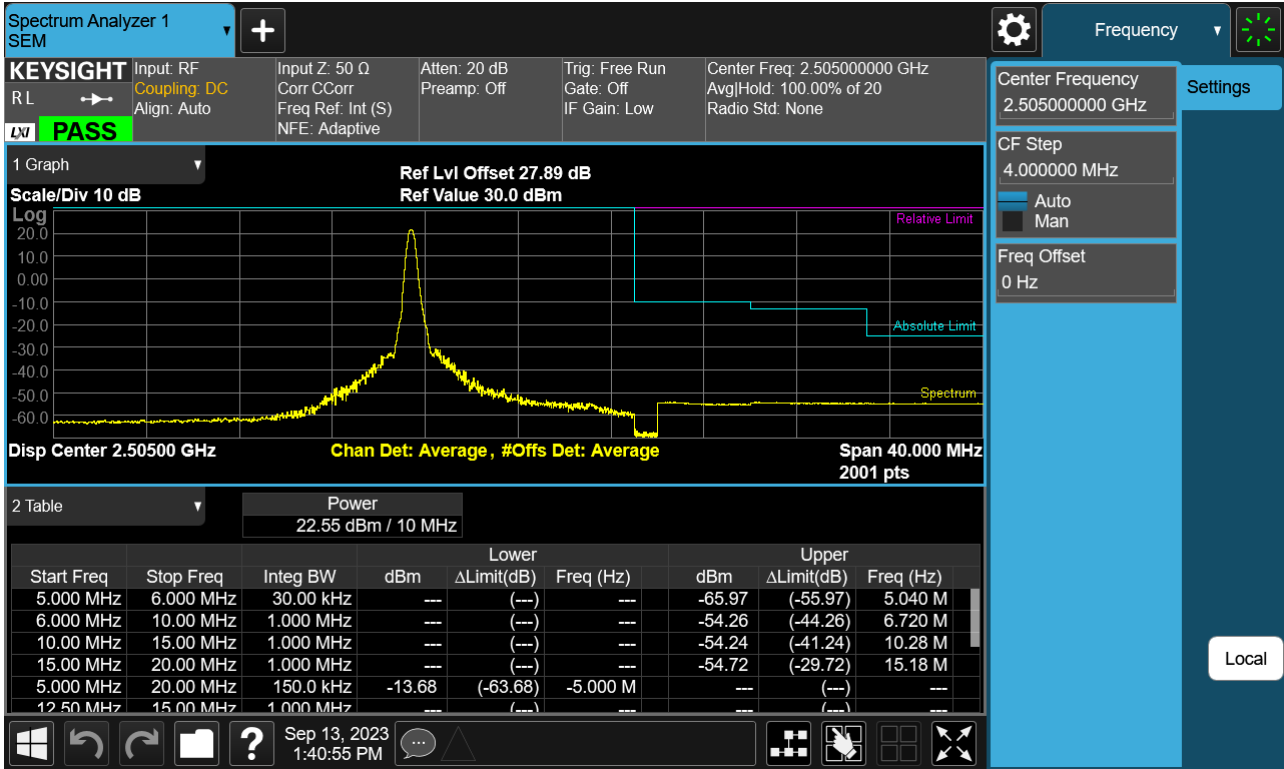 Spectrum Analyzer 1
SEM
Frequency
KEYSIGHT
RL
LXI
PASS
Input: RF
Coupling: DC
Align: Auto
Input Z: 50 Ω
Corr CCorr
Freq Ref: Int (S)
NFE: Adaptive
Atten: 20 dB
Preamp: Off
Trig: Free Run
Gate: Off
IF Gain: Low
Center Freq: 2.505000000 GHz
Avg|Hold: 100.00% of 20
Radio Std: None
Center Frequency
2.505000000 GHz
Settings
CF Step
4.000000 MHz
Auto
Man
Freq Offset
0 Hz
1 Graph
Scale/Div 10 dB
Ref Lvl Offset 27.89 dB
Ref Value 30.0 dBm
Log
20.0
10.0
0.00
-10.0
-20.0
-30.0
-40.0
-50.0
-60.0
Relative Limit
Absolute Limit
Spectrum
Disp Center 2.50500 GHz
Chan Det: Average , #Offs Det: Average
Span 40.000 MHz
2001 pts
2 Table
Power
22.55 dBm / 10 MHz
Lower Upper
Start Freq Stop Freq Integ BW dBm ΔLimit(dB) Freq (Hz) dBm ΔLimit(dB) Freq (Hz)
5.000 MHz 6.000 MHz 30.00 kHz --- (---) --- -65.97 (-55.97) 5.040 M
6.000 MHz 10.00 MHz 1.000 MHz --- (---) --- -54.26 (-44.26) 6.720 M
10.00 MHz 15.00 MHz 1.000 MHz --- (---) --- -54.24 (-41.24) 10.28 M
15.00 MHz 20.00 MHz 1.000 MHz --- (---) --- -54.72 (-29.72) 15.18 M
5.000 MHz 20.00 MHz 150.0 kHz -13.68 (-63.68) -5.000 M --- (---) ---
12.50 MHz 15.00 MHz 1.000 MHz --- (---) --- --- (---) ---
Local
?
Sep 13, 2023
1:40:55 PM